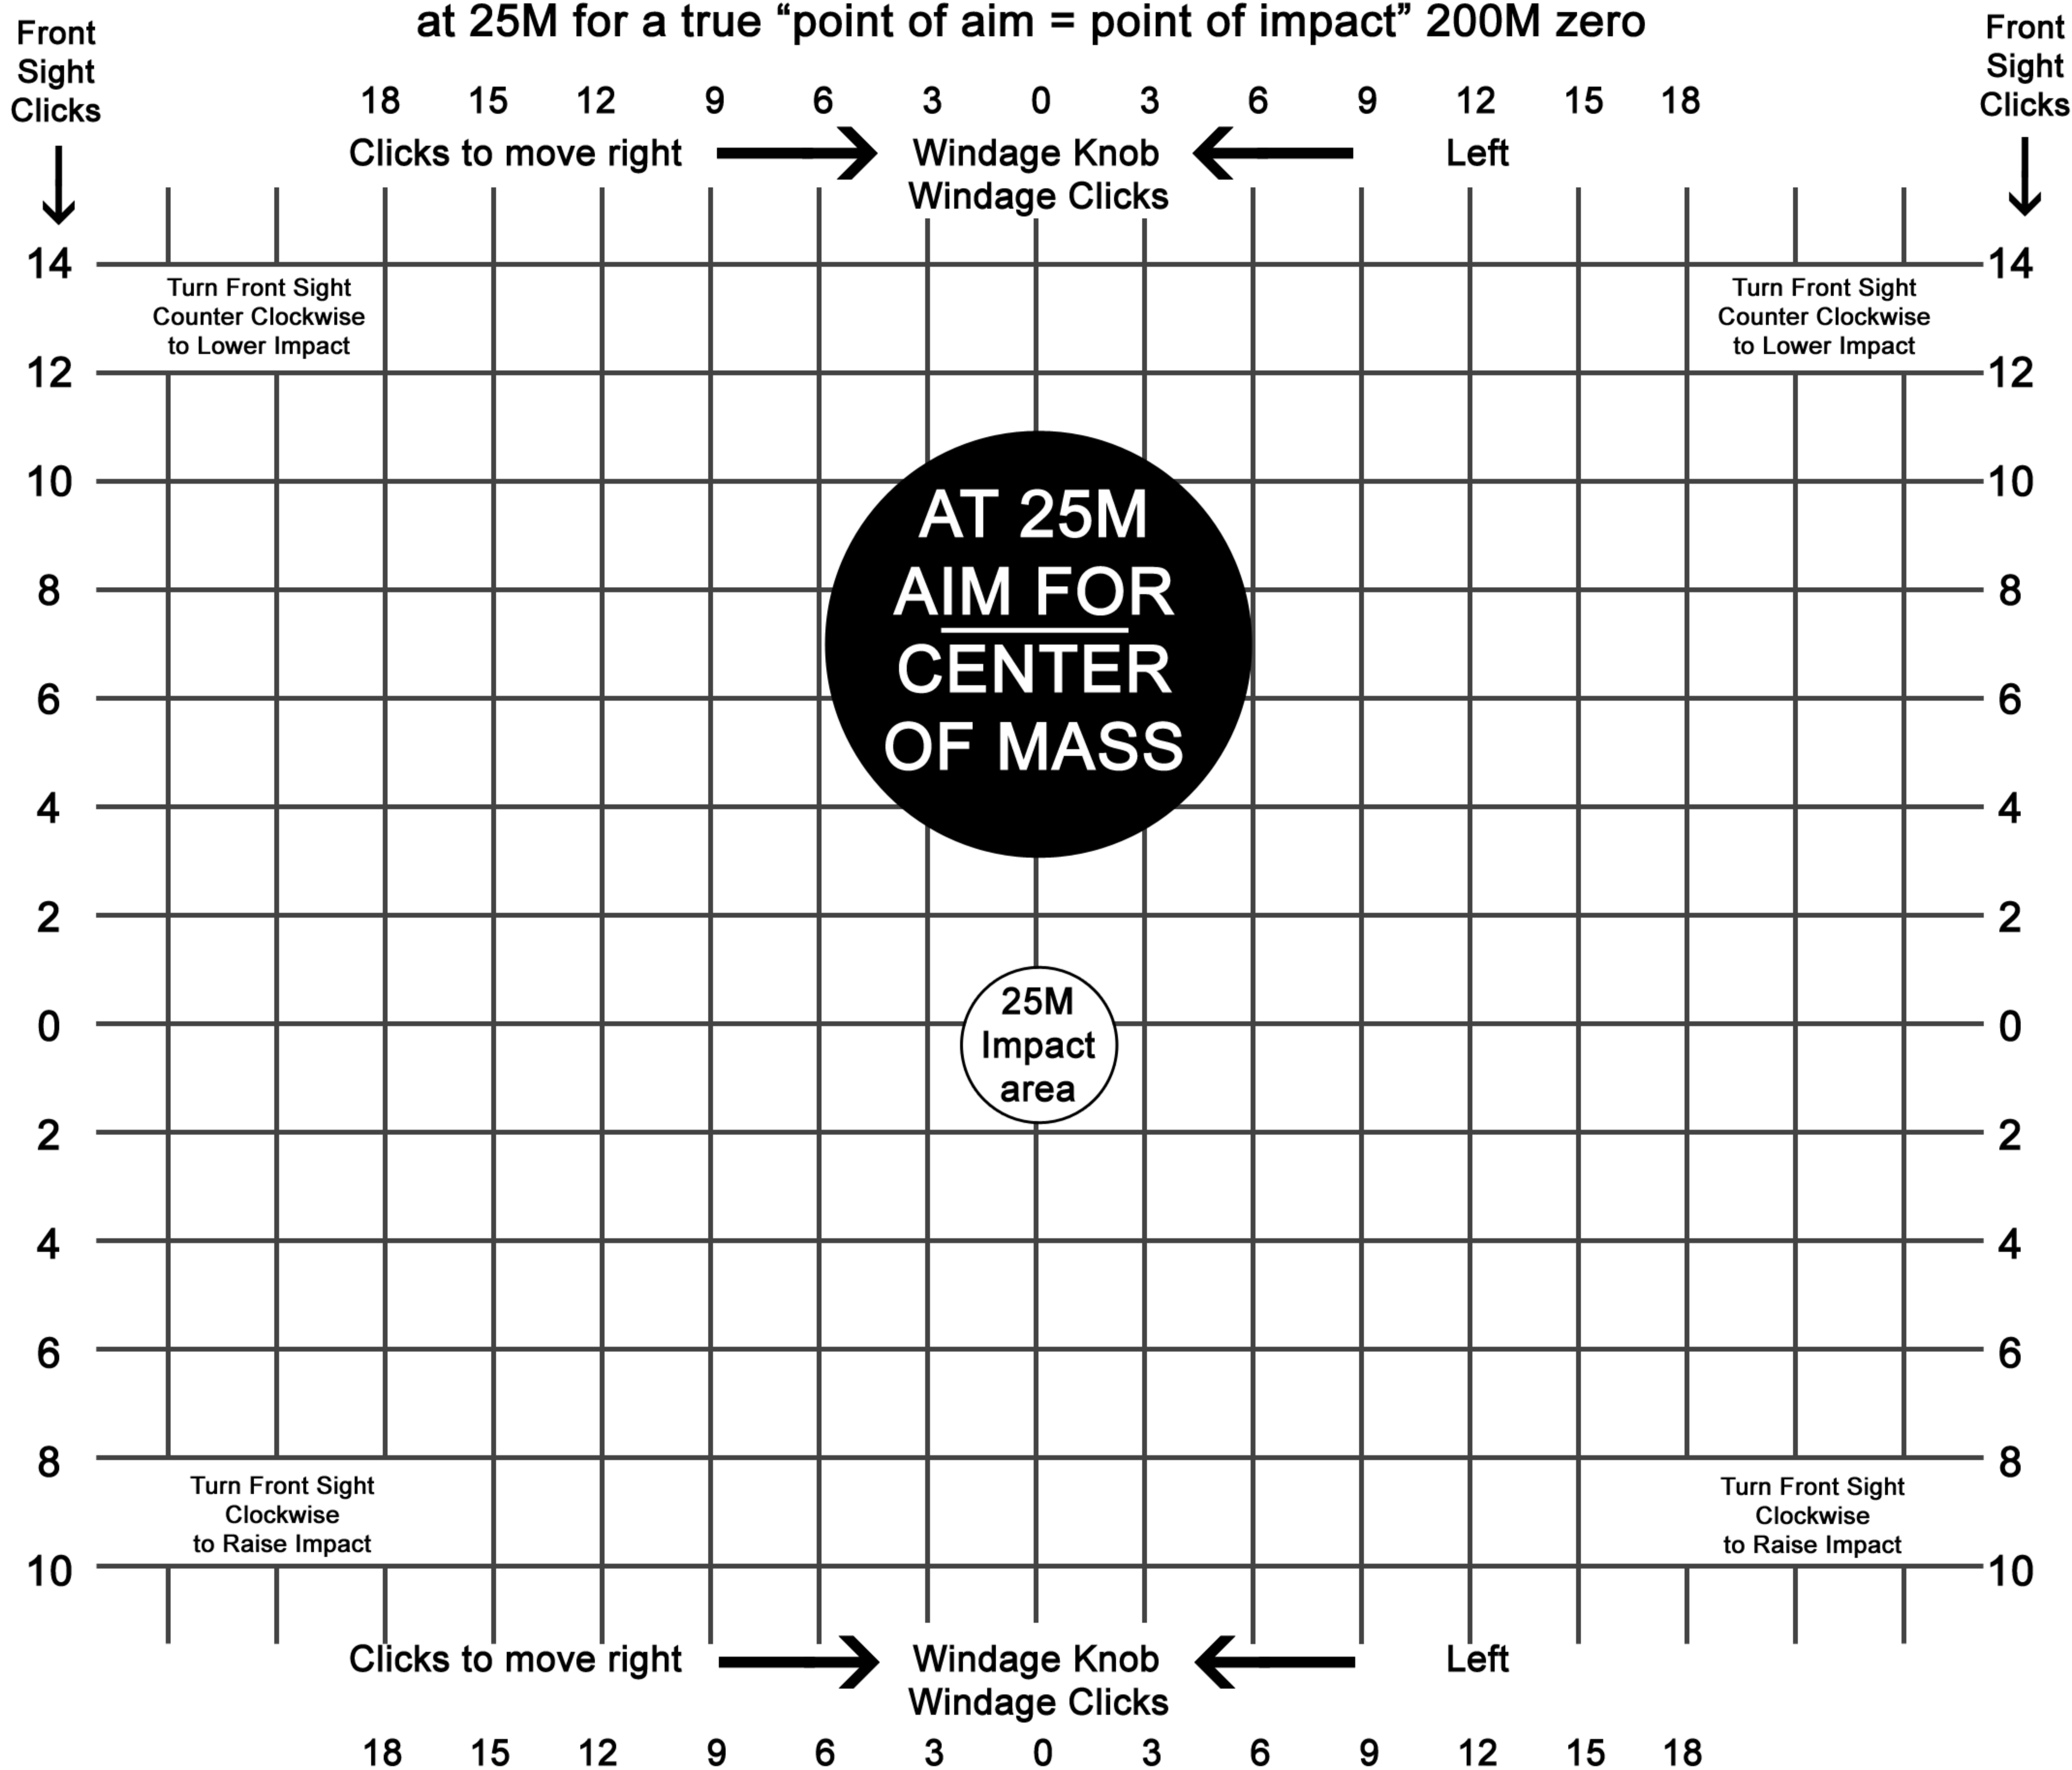 at 25M for a true “point of aim = point of impact” 200M zero
Front
Sight
Clicks
Front
Sight
Clicks
18 15 12 9 6 3 0 3 6 9 12 15 18
Clicks to move right Windage Knob Left
Windage Clicks
14 14
Turn Front Sight
Counter Clockwise
to Lower Impact
Turn Front Sight
Counter Clockwise
to Lower Impact
12 12
10 10
AT 25M
AIM FOR
CENTER
OF MASS
8 8
6 6
4 4
2 2
25M
Impact
area
0 0
2 2
4 4
6 6
8 8
Turn Front Sight
Clockwise
to Raise Impact
Turn Front Sight
Clockwise
to Raise Impact
10 10
Clicks to move right Windage Knob Left
Windage Clicks
18 15 12 9 6 3 0 3 6 9 12 15 18